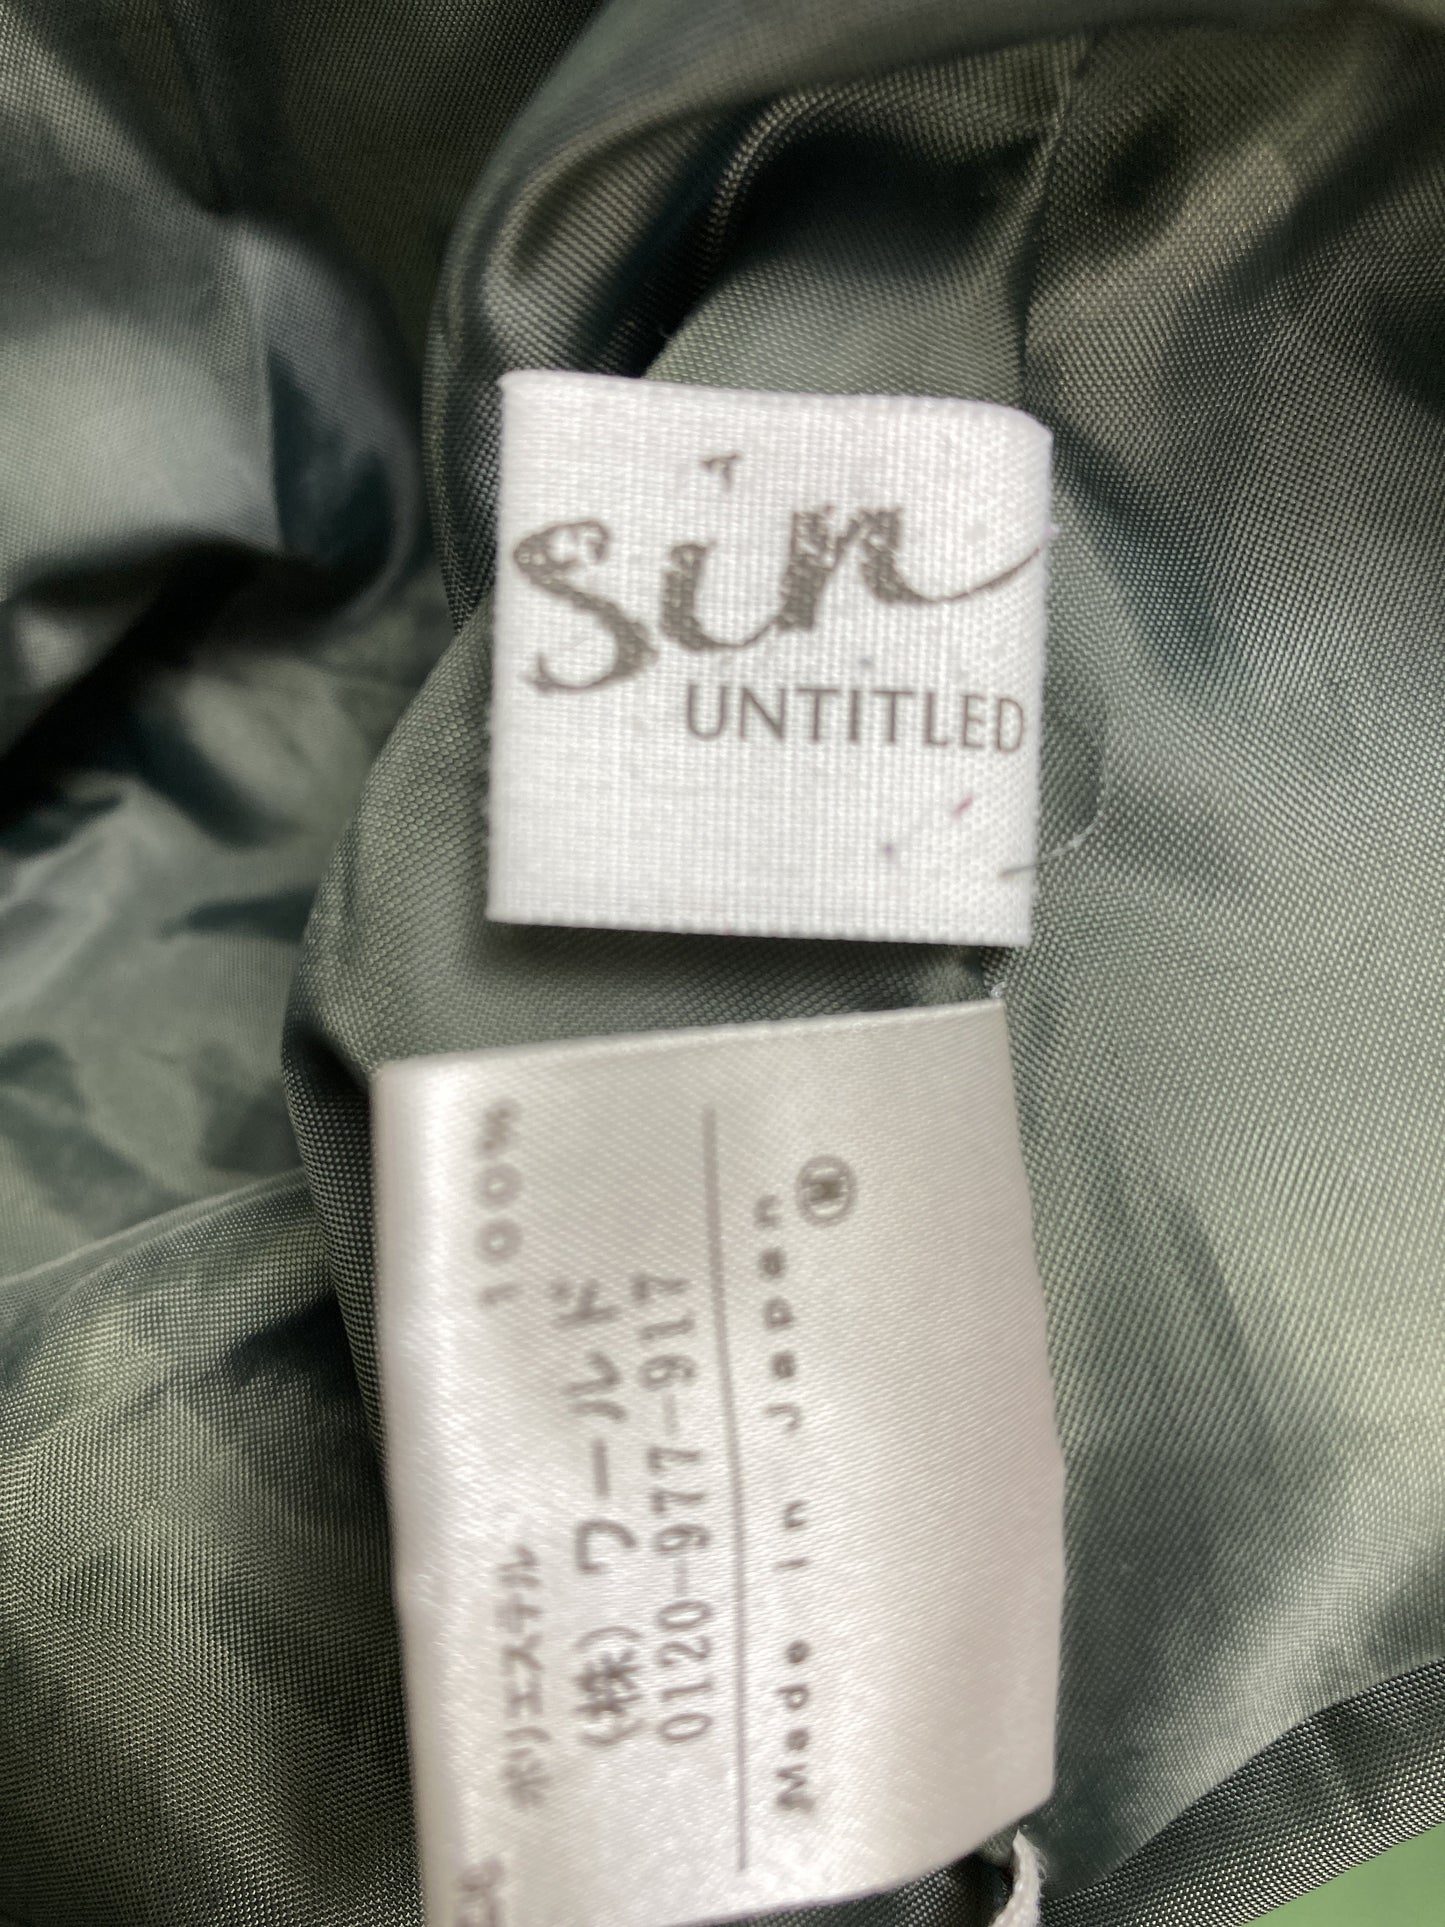 sin
UNTITLED
ポリエステル 100%
(株) ワールド
0120-977-917
Made in Japan
M